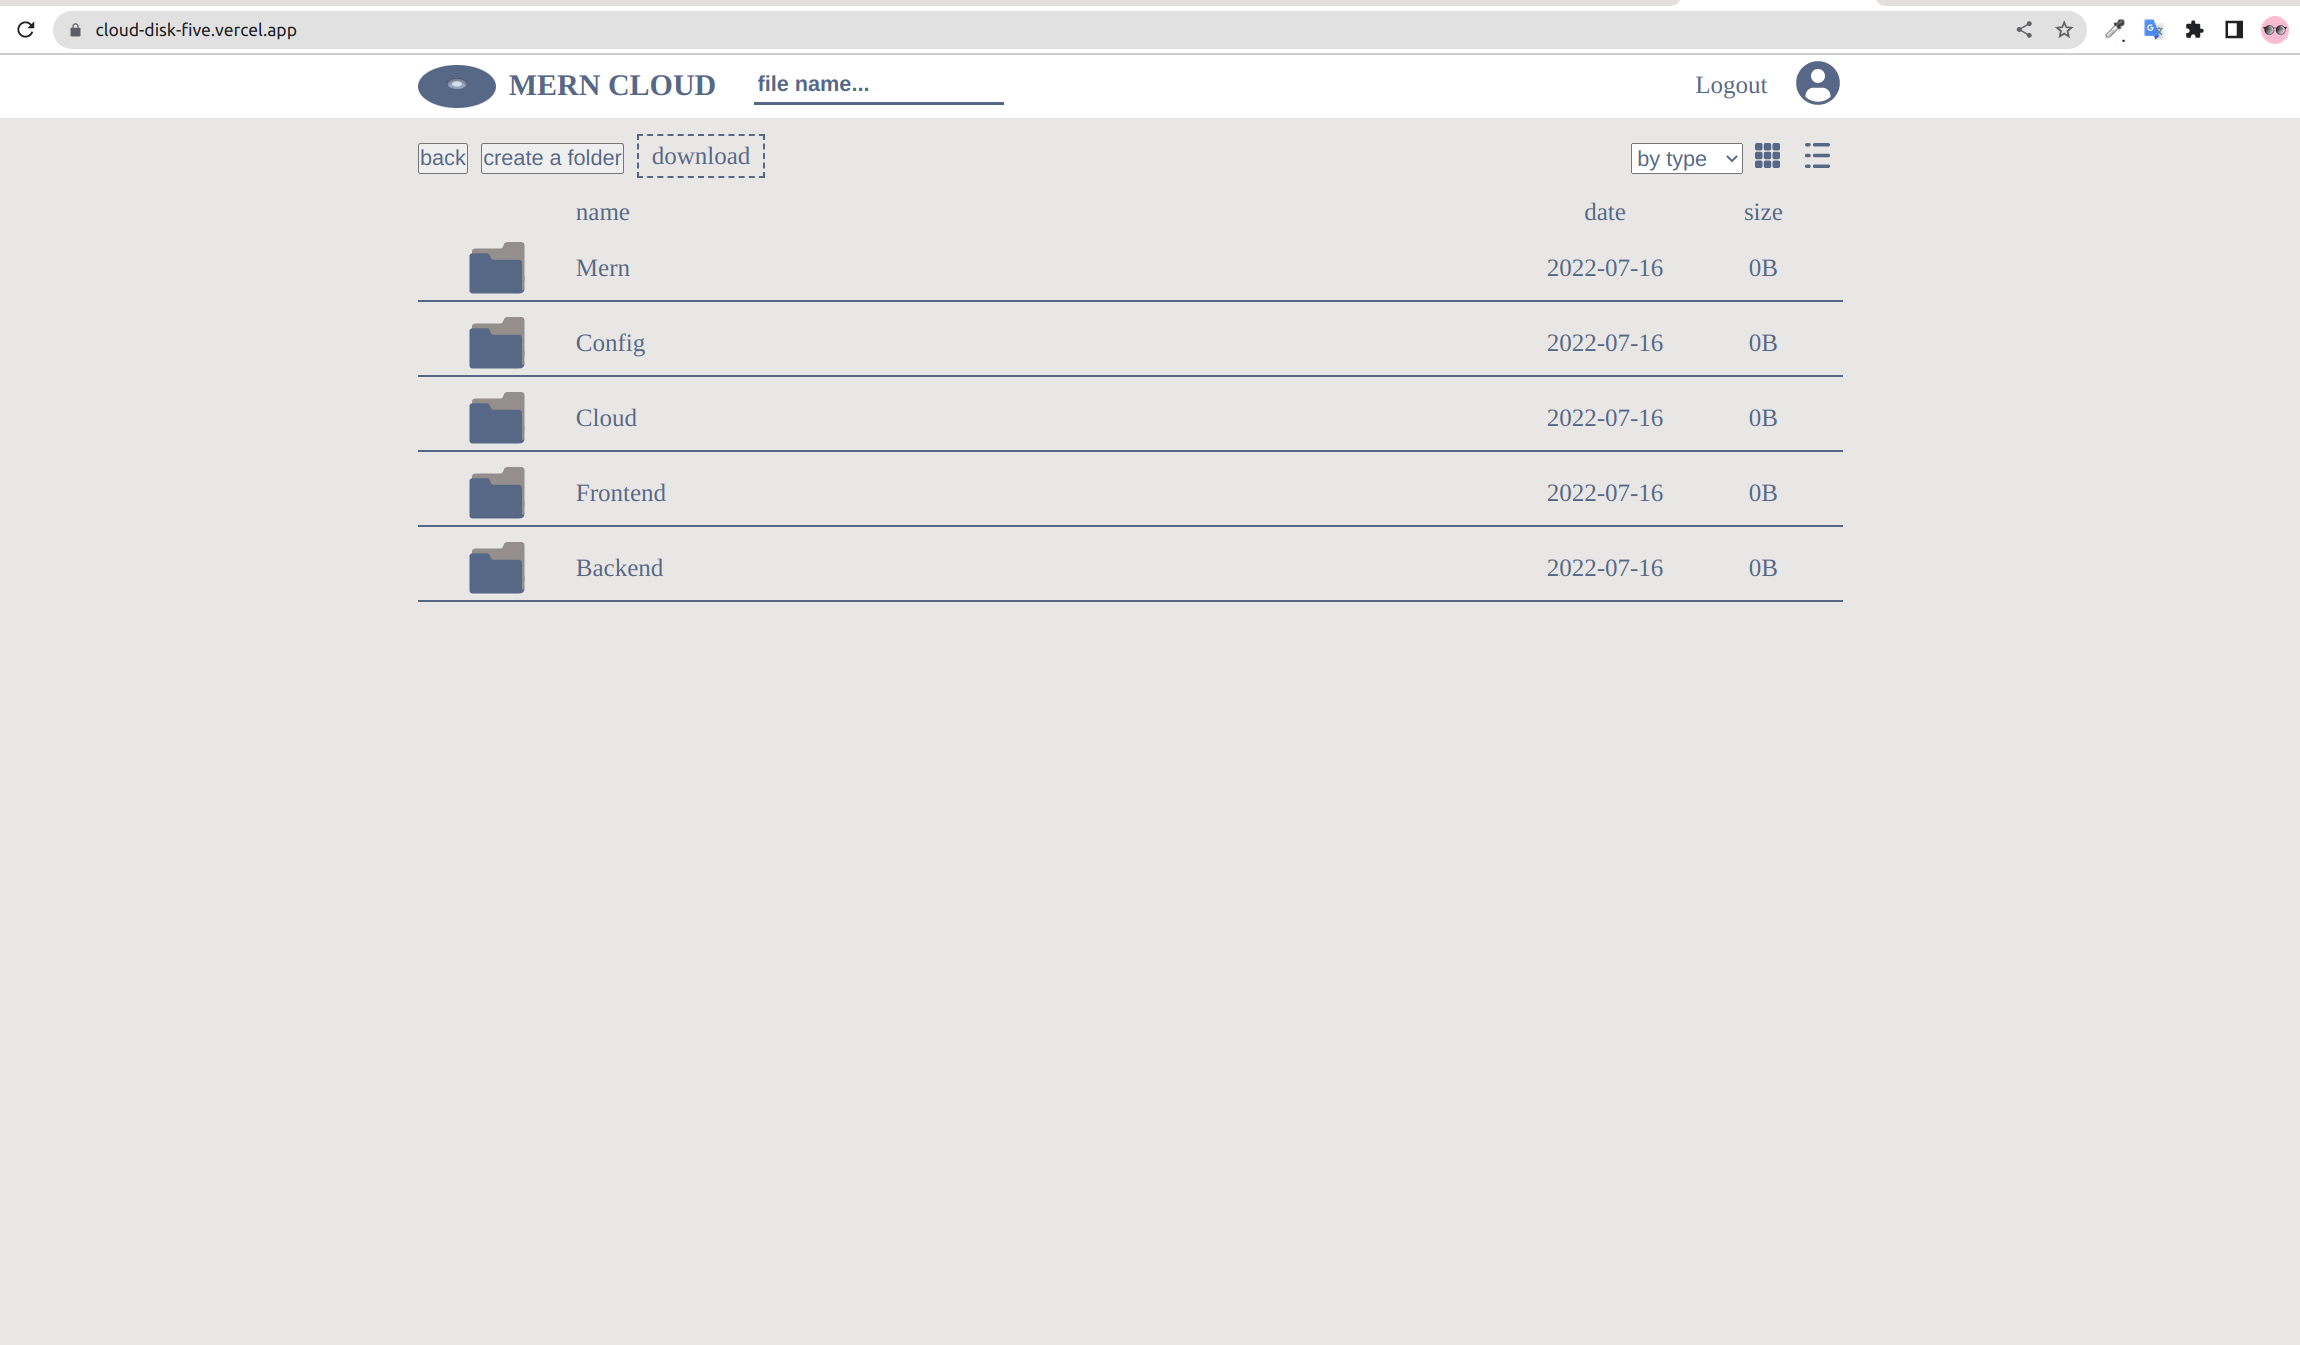 cloud-disk-five.vercel.app
MERN CLOUD file name... Logout
back create a folder download by type
name date size
Mern 2022-07-16 0B
Config 2022-07-16 0B
Cloud 2022-07-16 0B
Frontend 2022-07-16 0B
Backend 2022-07-16 0B